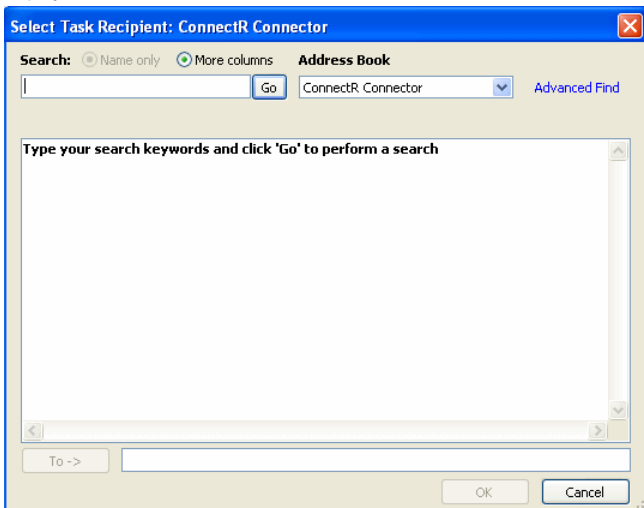 Select Task Recipient: ConnectR Connector
Search: Name only More columns Address Book
Go ConnectR Connector Advanced Find
Type your search keywords and click 'Go' to perform a search
To ->
OK Cancel